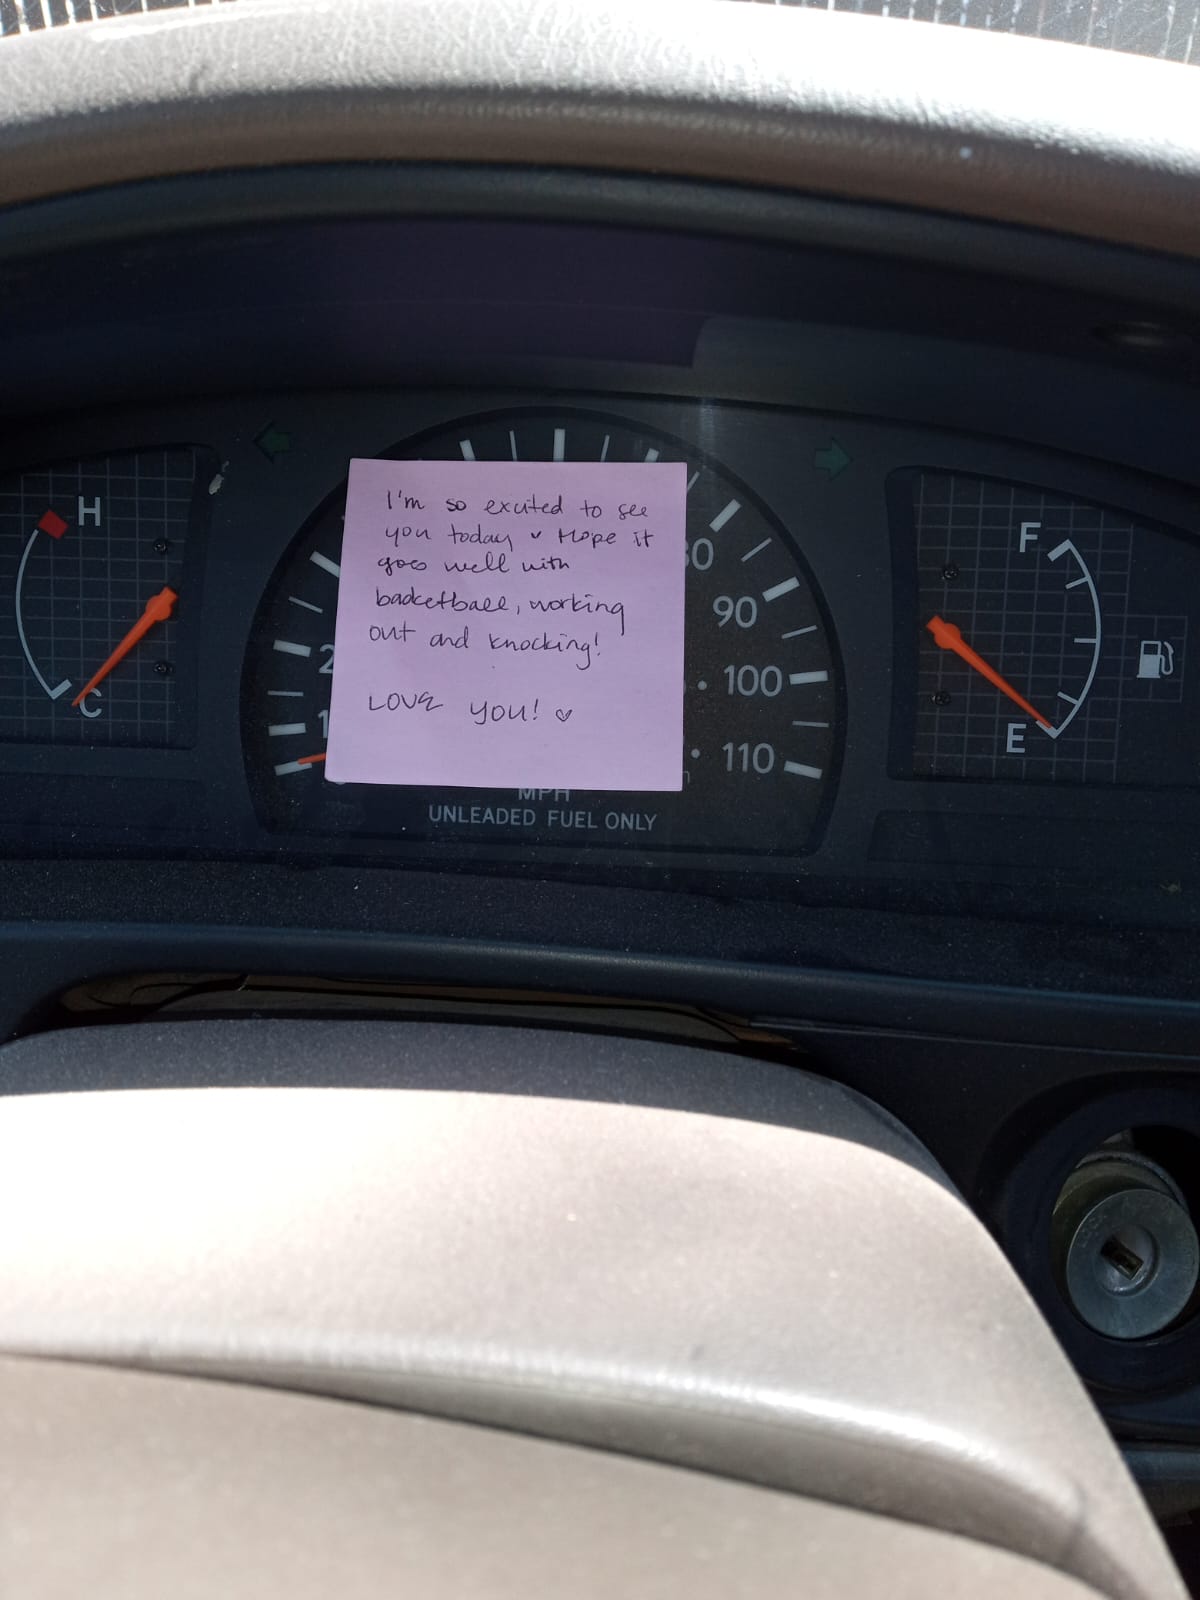 I'm so excited to see
you today ♥ Hope it
goes well with
basketball, working
out and knocking!
LOVE YOU! ♡
H
C
80
90
100
110
MPH
UNLEADED FUEL ONLY
F
E